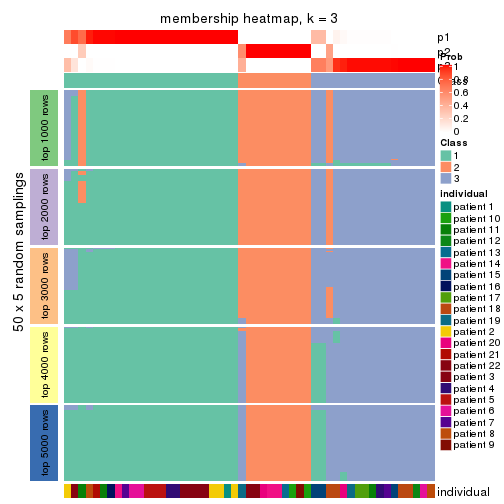 membership heatmap, k = 3
p1
p2
p3
Prob
1
0.8
0.6
0.4
0.2
0
Class
Class
1
2
3
individual
patient 1
patient 10
patient 11
patient 12
patient 13
patient 14
patient 15
patient 16
patient 17
patient 18
patient 19
patient 2
patient 20
patient 21
patient 22
patient 3
patient 4
patient 5
patient 6
patient 7
patient 8
patient 9
50 x 5 random samplings
top 1000 rows
top 2000 rows
top 3000 rows
top 4000 rows
top 5000 rows
individual